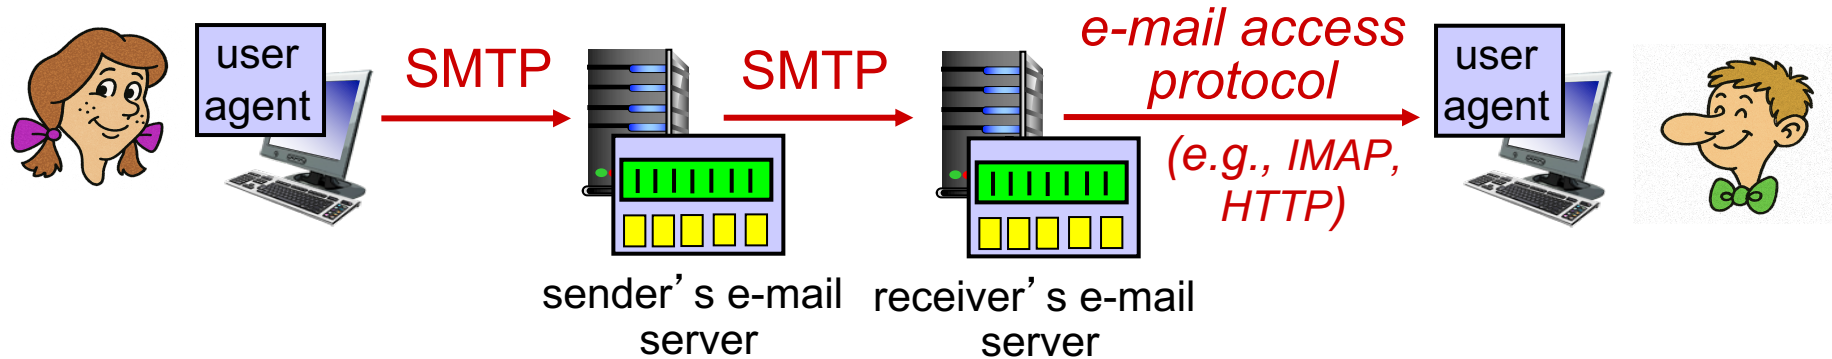 user
agent
SMTP
SMTP
e-mail access
protocol
(e.g., IMAP,
HTTP)
user
agent
sender’s e-mail
server
receiver’s e-mail
server